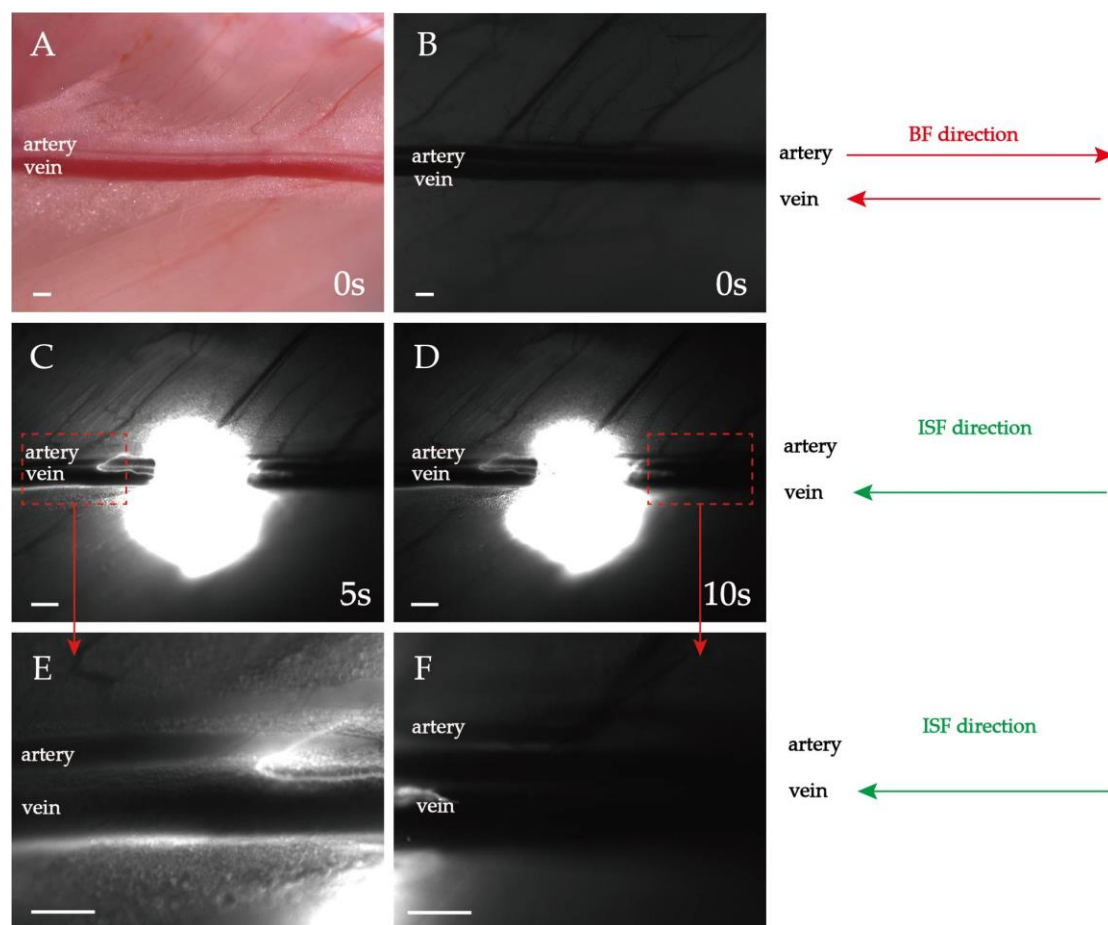 A
artery
vein
0s
B
artery
vein
0s
BF direction
artery
vein
C
artery
vein
5s
D
artery
vein
10s
ISF direction
artery
vein
E
artery
vein
F
artery
vein
ISF direction
artery
vein